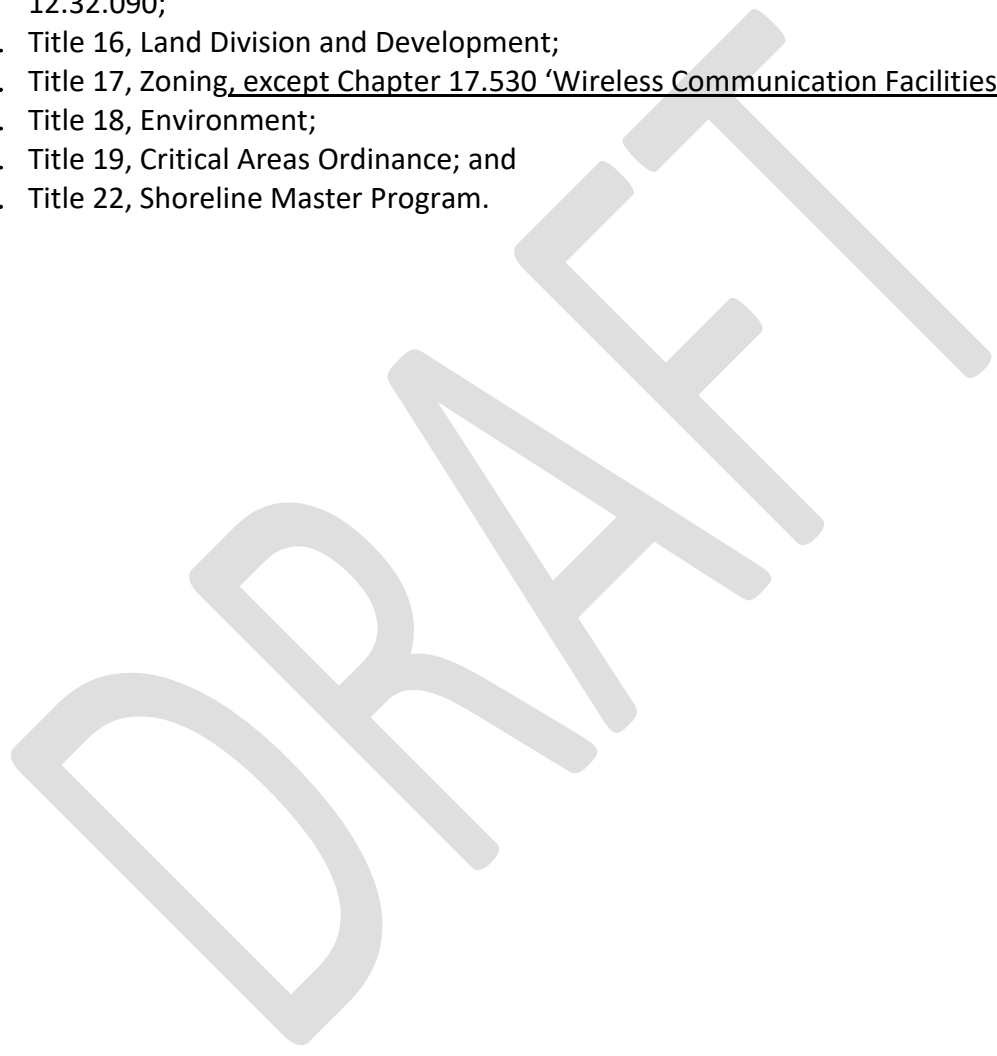 12.32.090;
. Title 16, Land Division and Development;
. Title 17, Zoning, except Chapter 17.530 ‘Wireless Communication Facilities
. Title 18, Environment;
. Title 19, Critical Areas Ordinance; and
. Title 22, Shoreline Master Program.
DRAFT